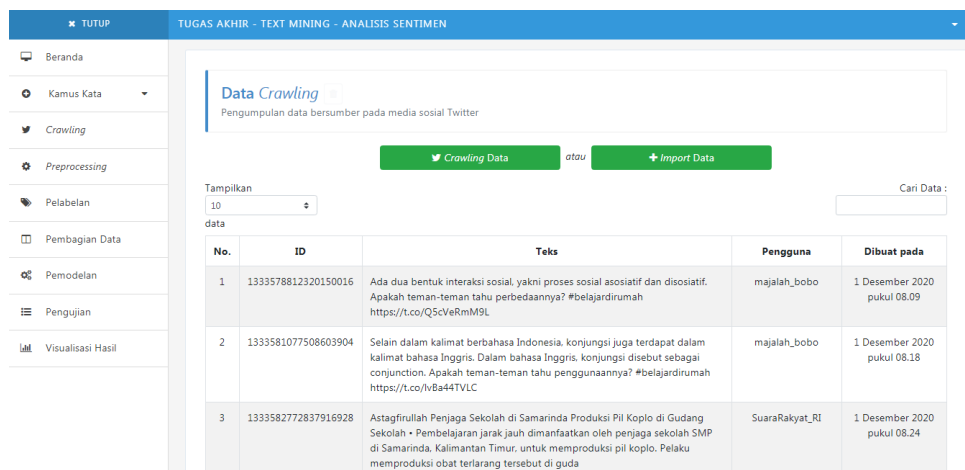 ✖ TUTUP
TUGAS AKHIR - TEXT MINING - ANALISIS SENTIMEN
Beranda
Kamus Kata
Crawling
Preprocessing
Pelabelan
Pembagian Data
Pemodelan
Pengujian
Visualisasi Hasil
Data Crawling
Pengumpulan data bersumber pada media sosial Twitter
Crawling Data
atau
+ Import Data
Tampilkan
10
data
Cari Data :
No. ID Teks Pengguna Dibuat pada
1 1333578812320150016 Ada dua bentuk interaksi sosial, yakni proses sosial asosiatif dan disosiatif. majalah_bobo 1 Desember 2020
Apakah teman-teman tahu perbedaannya? #belajardirumah pukul 08.09
https://t.co/Q5cVeRmM9L
2 1333581077508603904 Selain dalam kalimat berbahasa Indonesia, konjungsi juga terdapat dalam majalah_bobo 1 Desember 2020
kalimat bahasa Inggris. Dalam bahasa Inggris, konjungsi disebut sebagai pukul 08.18
conjunction. Apakah teman-teman tahu penggunaannya? #belajardirumah
https://t.co/lvBa44TVLC
3 1333582772837916928 Astagfirullah Penjaga Sekolah di Samarinda Produksi Pil Koplo di Gudang SuaraRakyat_RI 1 Desember 2020
Sekolah • Pembelajaran jarak jauh dimanfaatkan oleh penjaga sekolah SMP pukul 08.24
di Samarinda, Kalimantan Timur, untuk memproduksi pil koplo. Pelaku
memproduksi obat terlarang tersebut di guda